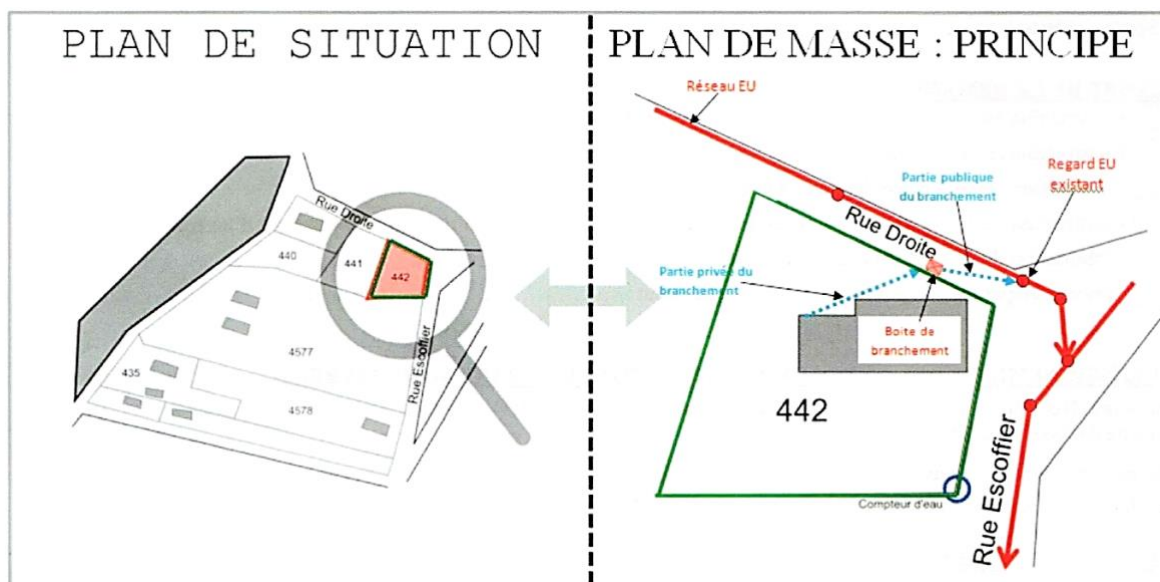 PLAN DE SITUATION
Rue Droite
440
441
442
4577
435
4578
Rue Escoffier
PLAN DE MASSE : PRINCIPE
Réseau EU
Regard EU
existant
Partie publique
du branchement
Rue Droite
Partie privée du
branchement
Boite de
branchement
442
Compteur d'eau
Rue Escoffier